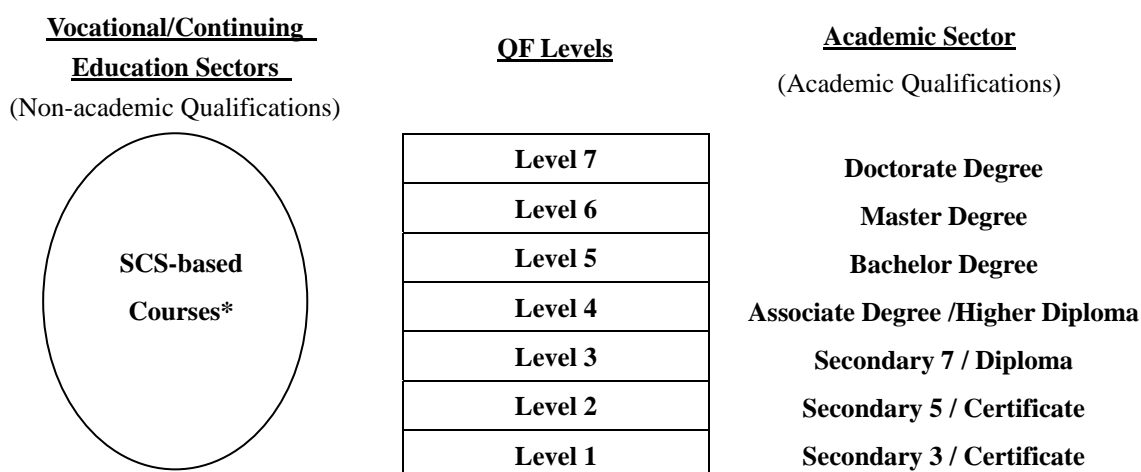 Vocational/Continuing
Education Sectors
(Non-academic Qualifications)
QF Levels
Academic Sector
(Academic Qualifications)
SCS-based
Courses*
Level 7
Level 6
Level 5
Level 4
Level 3
Level 2
Level 1
Doctorate Degree
Master Degree
Bachelor Degree
Associate Degree /Higher Diploma
Secondary 7 / Diploma
Secondary 5 / Certificate
Secondary 3 / Certificate